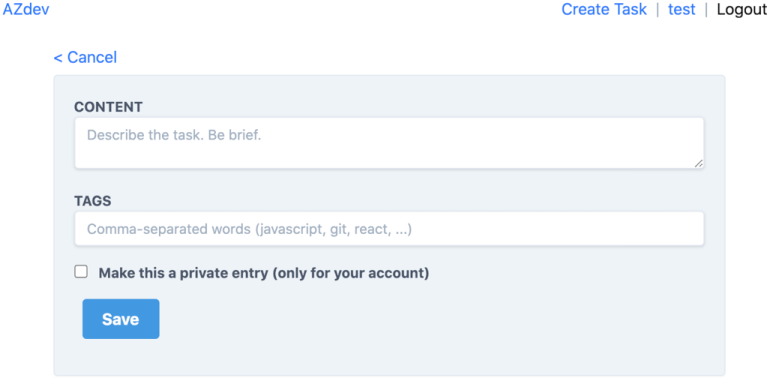 AZdev
Create Task | test | Logout
< Cancel
CONTENT
Describe the task. Be brief.
TAGS
Comma-separated words (javascript, git, react, ...)
Make this a private entry (only for your account)
Save